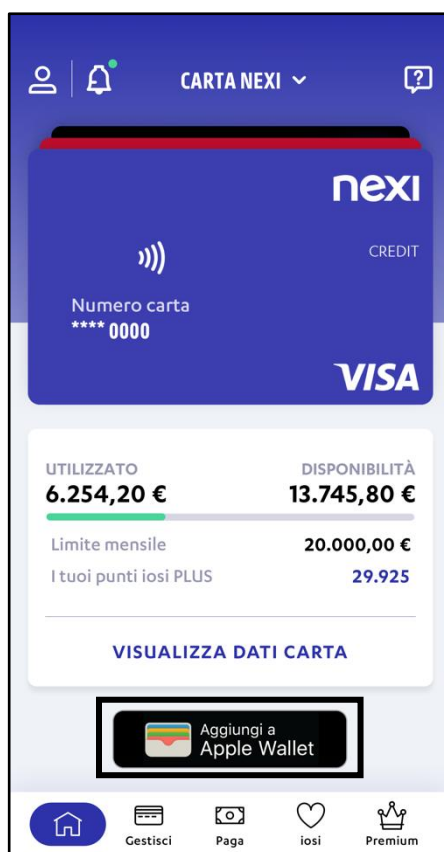 CARTA NEXI
nexi
CREDIT
Numero carta
**** 0000
VISA
UTILIZZATO DISPONIBILITÀ
6.254,20 € 13.745,80 €
Limite mensile 20.000,00 €
I tuoi punti iosi PLUS 29.925
VISUALIZZA DATI CARTA
Aggiungi a
Apple Wallet
Gestisci Paga iosi Premium